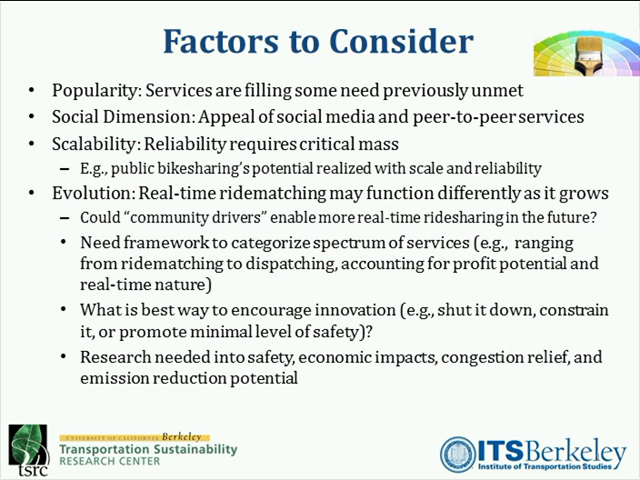 Factors to Consider
• Popularity: Services are filling some need previously unmet
• Social Dimension: Appeal of social media and peer-to-peer services
• Scalability: Reliability requires critical mass
– E.g., public bikesharing's potential realized with scale and reliability
• Evolution: Real-time ridematching may function differently as it grows
– Could “community drivers” enable more real-time ridesharing in the future?
• Need framework to categorize spectrum of services (e.g., ranging
from ridematching to dispatching, accounting for profit potential and
real-time nature)
• What is best way to encourage innovation (e.g., shut it down, constrain
it, or promote minimal level of safety)?
• Research needed into safety, economic impacts, congestion relief, and
emission reduction potential
tsrc
UNIVERSITY OF CALIFORNIA Berkeley
Transportation Sustainability
RESEARCH CENTER
ITS Berkeley
Institute of Transportation Studies